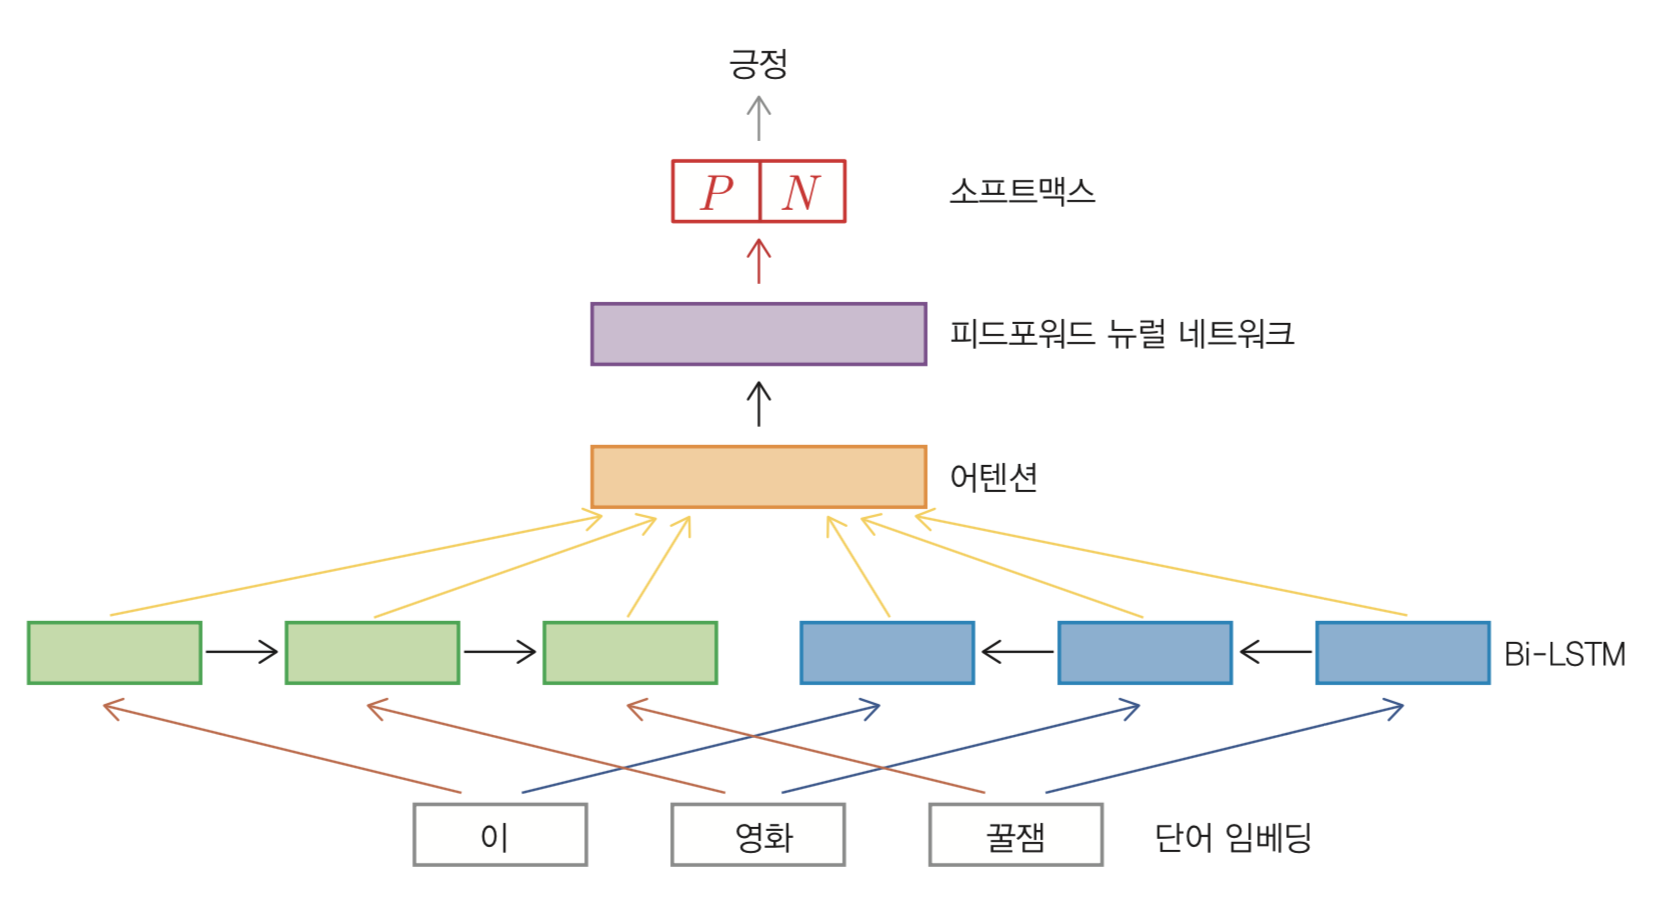 긍정
P N 소프트맥스
피드포워드 뉴럴 네트워크
어텐션
Bi-LSTM
이 영화 꿀잼 단어 임베딩